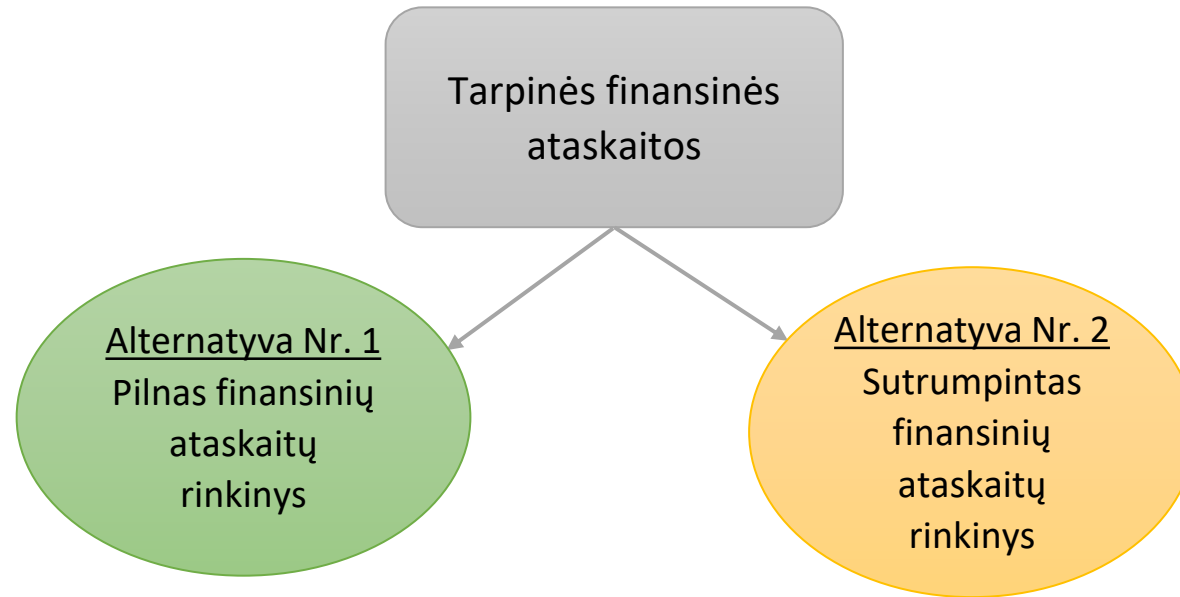 Tarpinės finansinės
ataskaitos
Alternatyva Nr. 1
Pilnas finansinių
ataskaitų
rinkinys
Alternatyva Nr. 2
Sutrumpintas
finansinių
ataskaitų
rinkinys